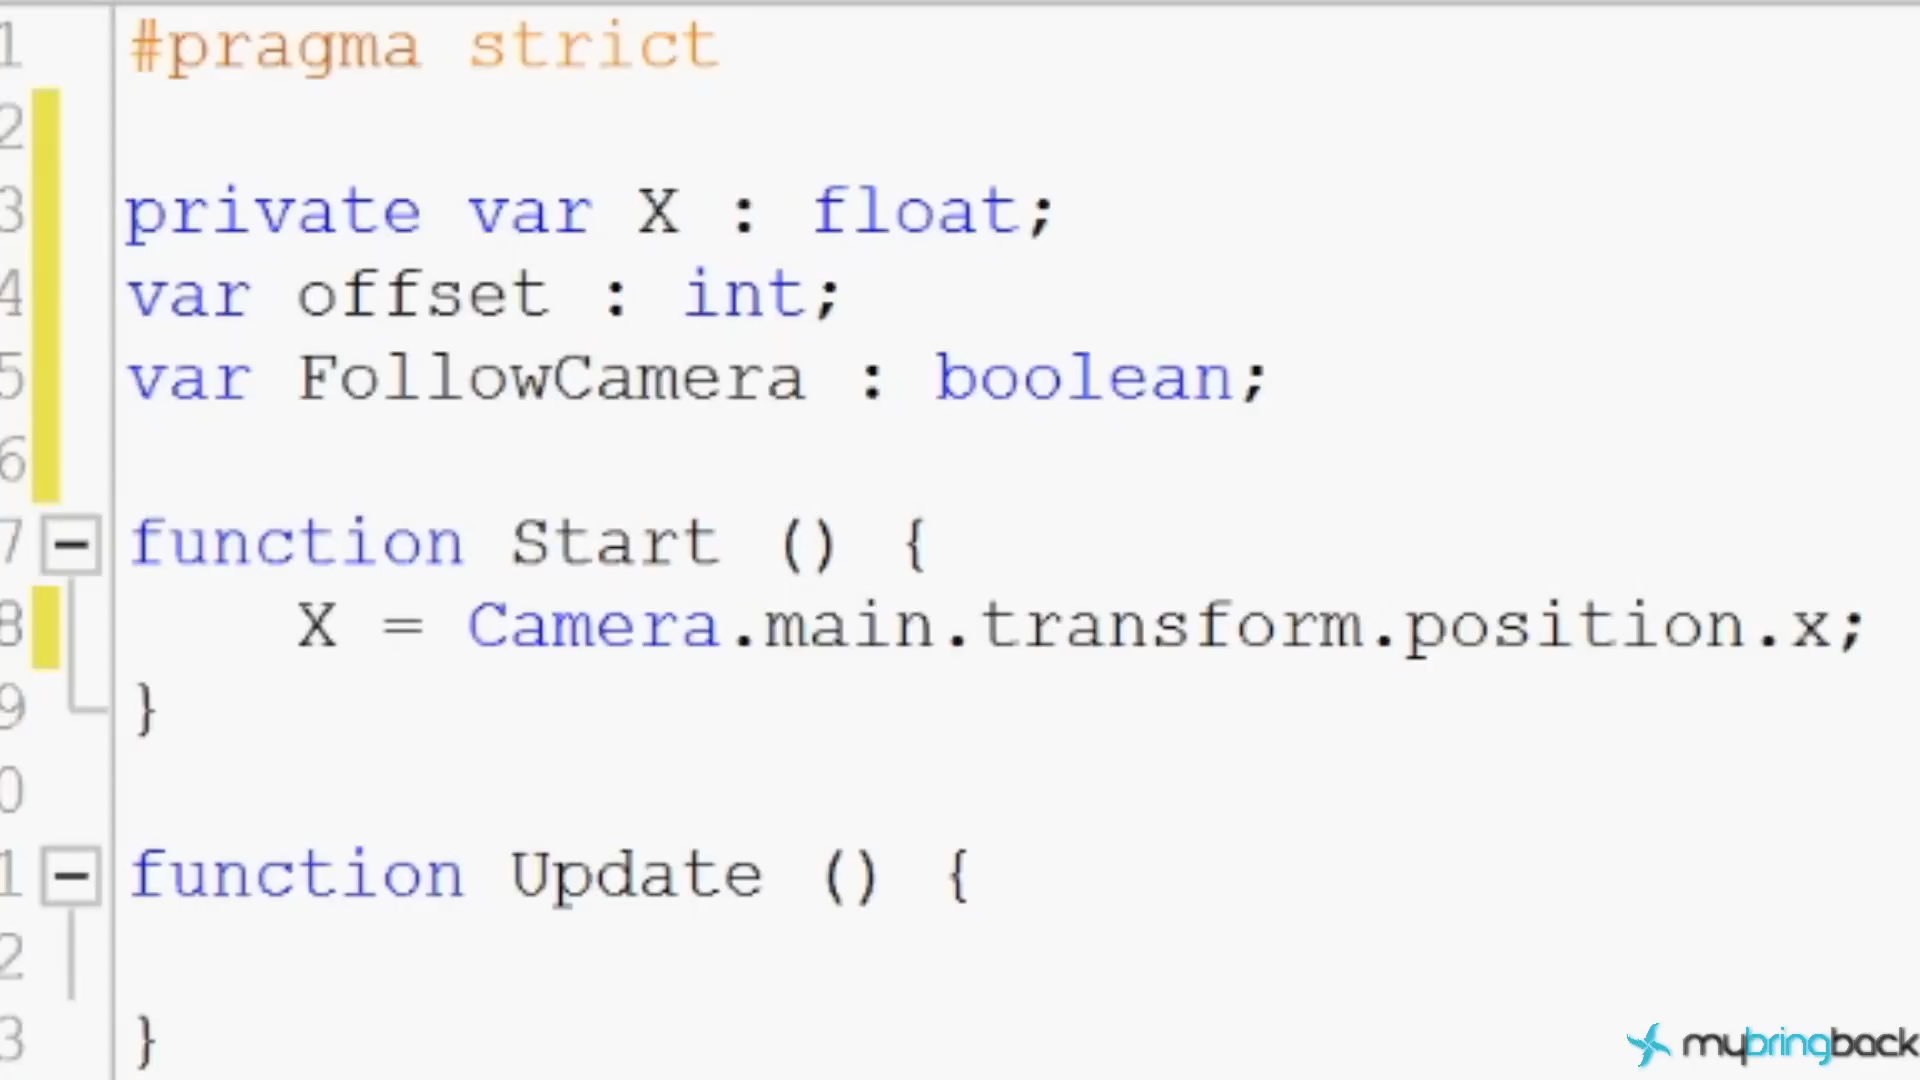 1 #pragma strict
2
3 private var X : float;
4 var offset : int;
5 var FollowCamera : boolean;
6
7 function Start () {
8 X = Camera.main.transform.position.x;
9 }
0
1 function Update () {
2
3 }
mybringback